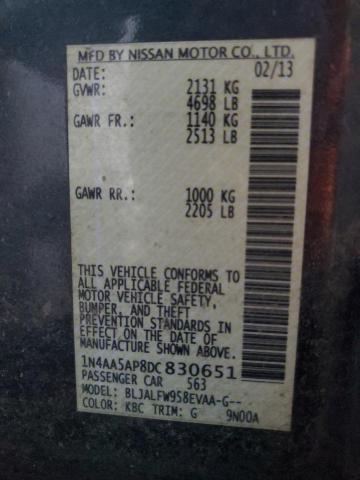 MFD BY NISSAN MOTOR CO., LTD.
DATE: 02/13
GVWR: 2131 KG
4698 LB
GAWR FR.: 1140 KG
2513 LB
GAWR RR.: 1000 KG
2205 LB
THIS VEHICLE CONFORMS TO
ALL APPLICABLE FEDERAL
MOTOR VEHICLE SAFETY,
BUMPER, AND THEFT
PREVENTION STANDARDS IN
EFFECT ON THE DATE OF
MANUFACTURE SHOWN ABOVE.
1N4AA5AP8DC830651
PASSENGER CAR 563
MODEL: BLJALFW958EVAA-G--
COLOR: KBC TRIM: G 9N00A